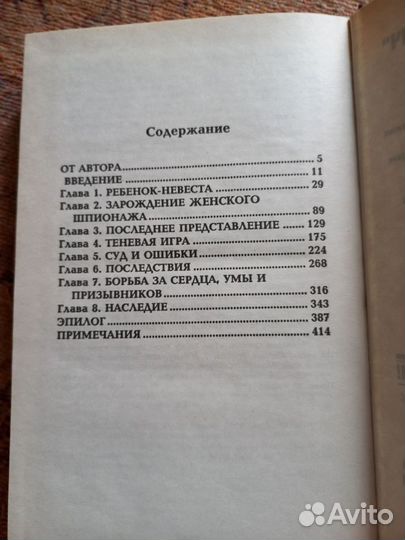 Содержание
ОТ АВТОРА ........ 5
ВВЕДЕНИЕ ........ 11
Глава 1. РЕБЕНОК-НЕВЕСТА ........ 29
Глава 2. ЗАРОЖДЕНИЕ ЖЕНСКОГО
ШПИОНАЖА ........ 89
Глава 3. ПОСЛЕДНЕЕ ПРЕДСТАВЛЕНИЕ ........ 129
Глава 4. ТЕНЕВАЯ ИГРА ........ 175
Глава 5. СУД И ОШИБКИ ........ 224
Глава 6. ПОСЛЕДСТВИЯ ........ 268
Глава 7. БОРЬБА ЗА СЕРДЦА, УМЫ И
ПРИЗЫВНИКОВ ........ 316
Глава 8. НАСЛЕДИЕ ........ 343
ЭПИЛОГ ........ 387
ПРИМЕЧАНИЯ ........ 414
Avito